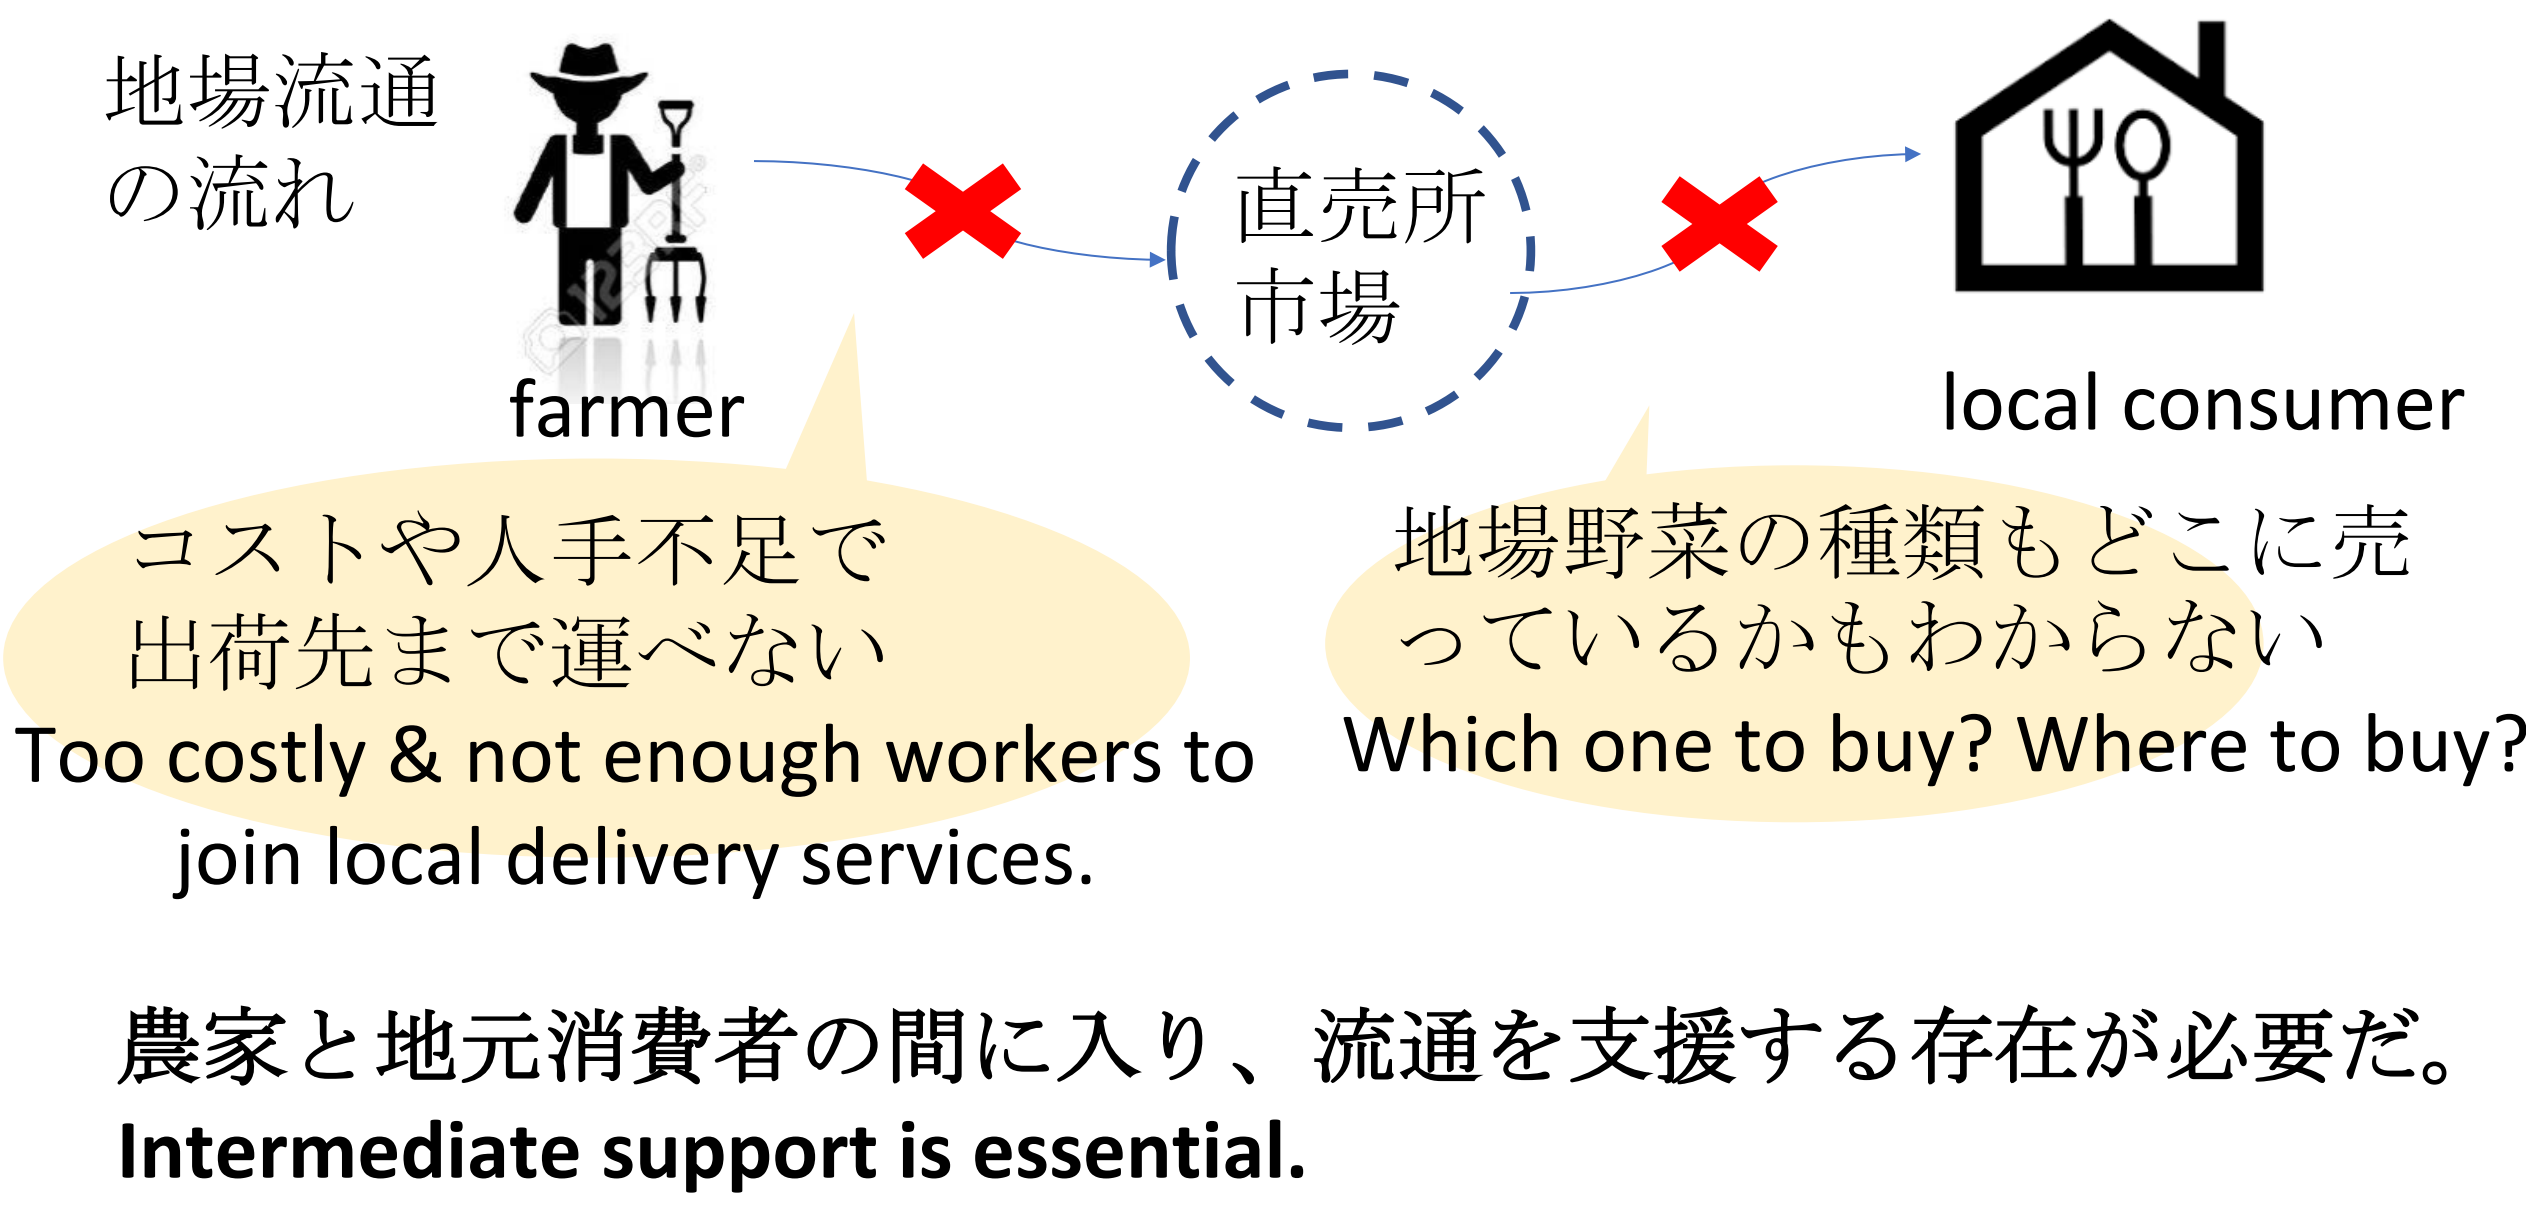 地場流通
の流れ
直売所
市場
farmer
local consumer
コストや人手不足で
出荷先まで運べない
Too costly & not enough workers to
join local delivery services.
地場野菜の種類もどこに売
っているかもわからない
Which one to buy? Where to buy?
農家と地元消費者の間に入り、流通を支援する存在が必要だ。
Intermediate support is essential.
123RF®